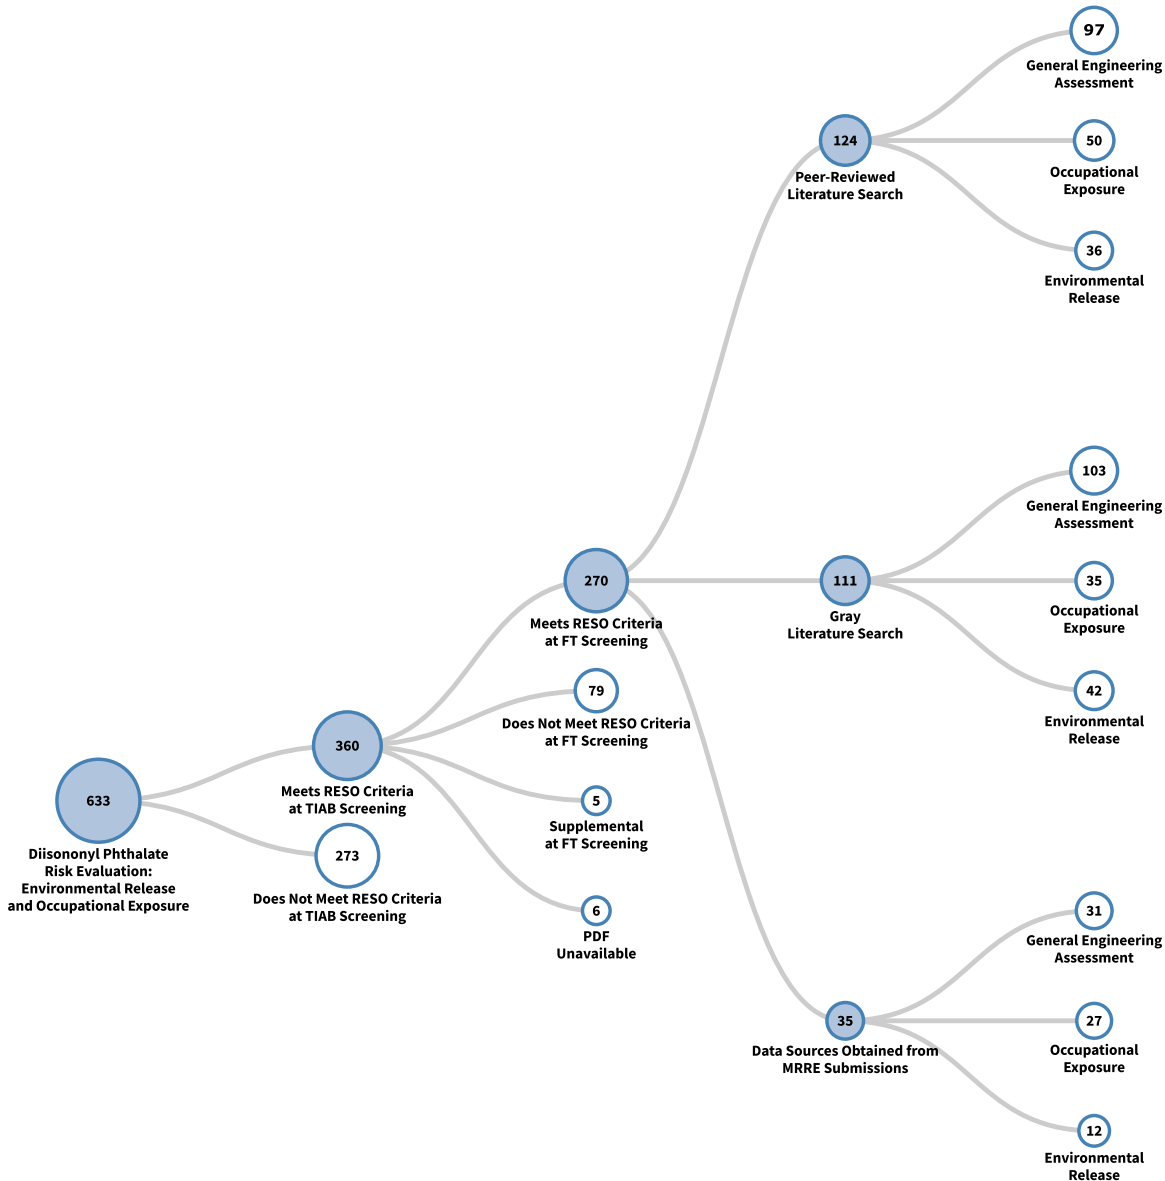 633
Diisononyl Phthalate
Risk Evaluation:
Environmental Release
and Occupational Exposure
360
Meets RESO Criteria
at TIAB Screening
273
Does Not Meet RESO Criteria
at TIAB Screening
270
Meets RESO Criteria
at FT Screening
79
Does Not Meet RESO Criteria
at FT Screening
5
Supplemental
at FT Screening
6
PDF
Unavailable
124
Peer-Reviewed
Literature Search
97
General Engineering
Assessment
50
Occupational
Exposure
36
Environmental
Release
111
Gray
Literature Search
103
General Engineering
Assessment
35
Occupational
Exposure
42
Environmental
Release
35
Data Sources Obtained from
MRRE Submissions
31
General Engineering
Assessment
27
Occupational
Exposure
12
Environmental
Release